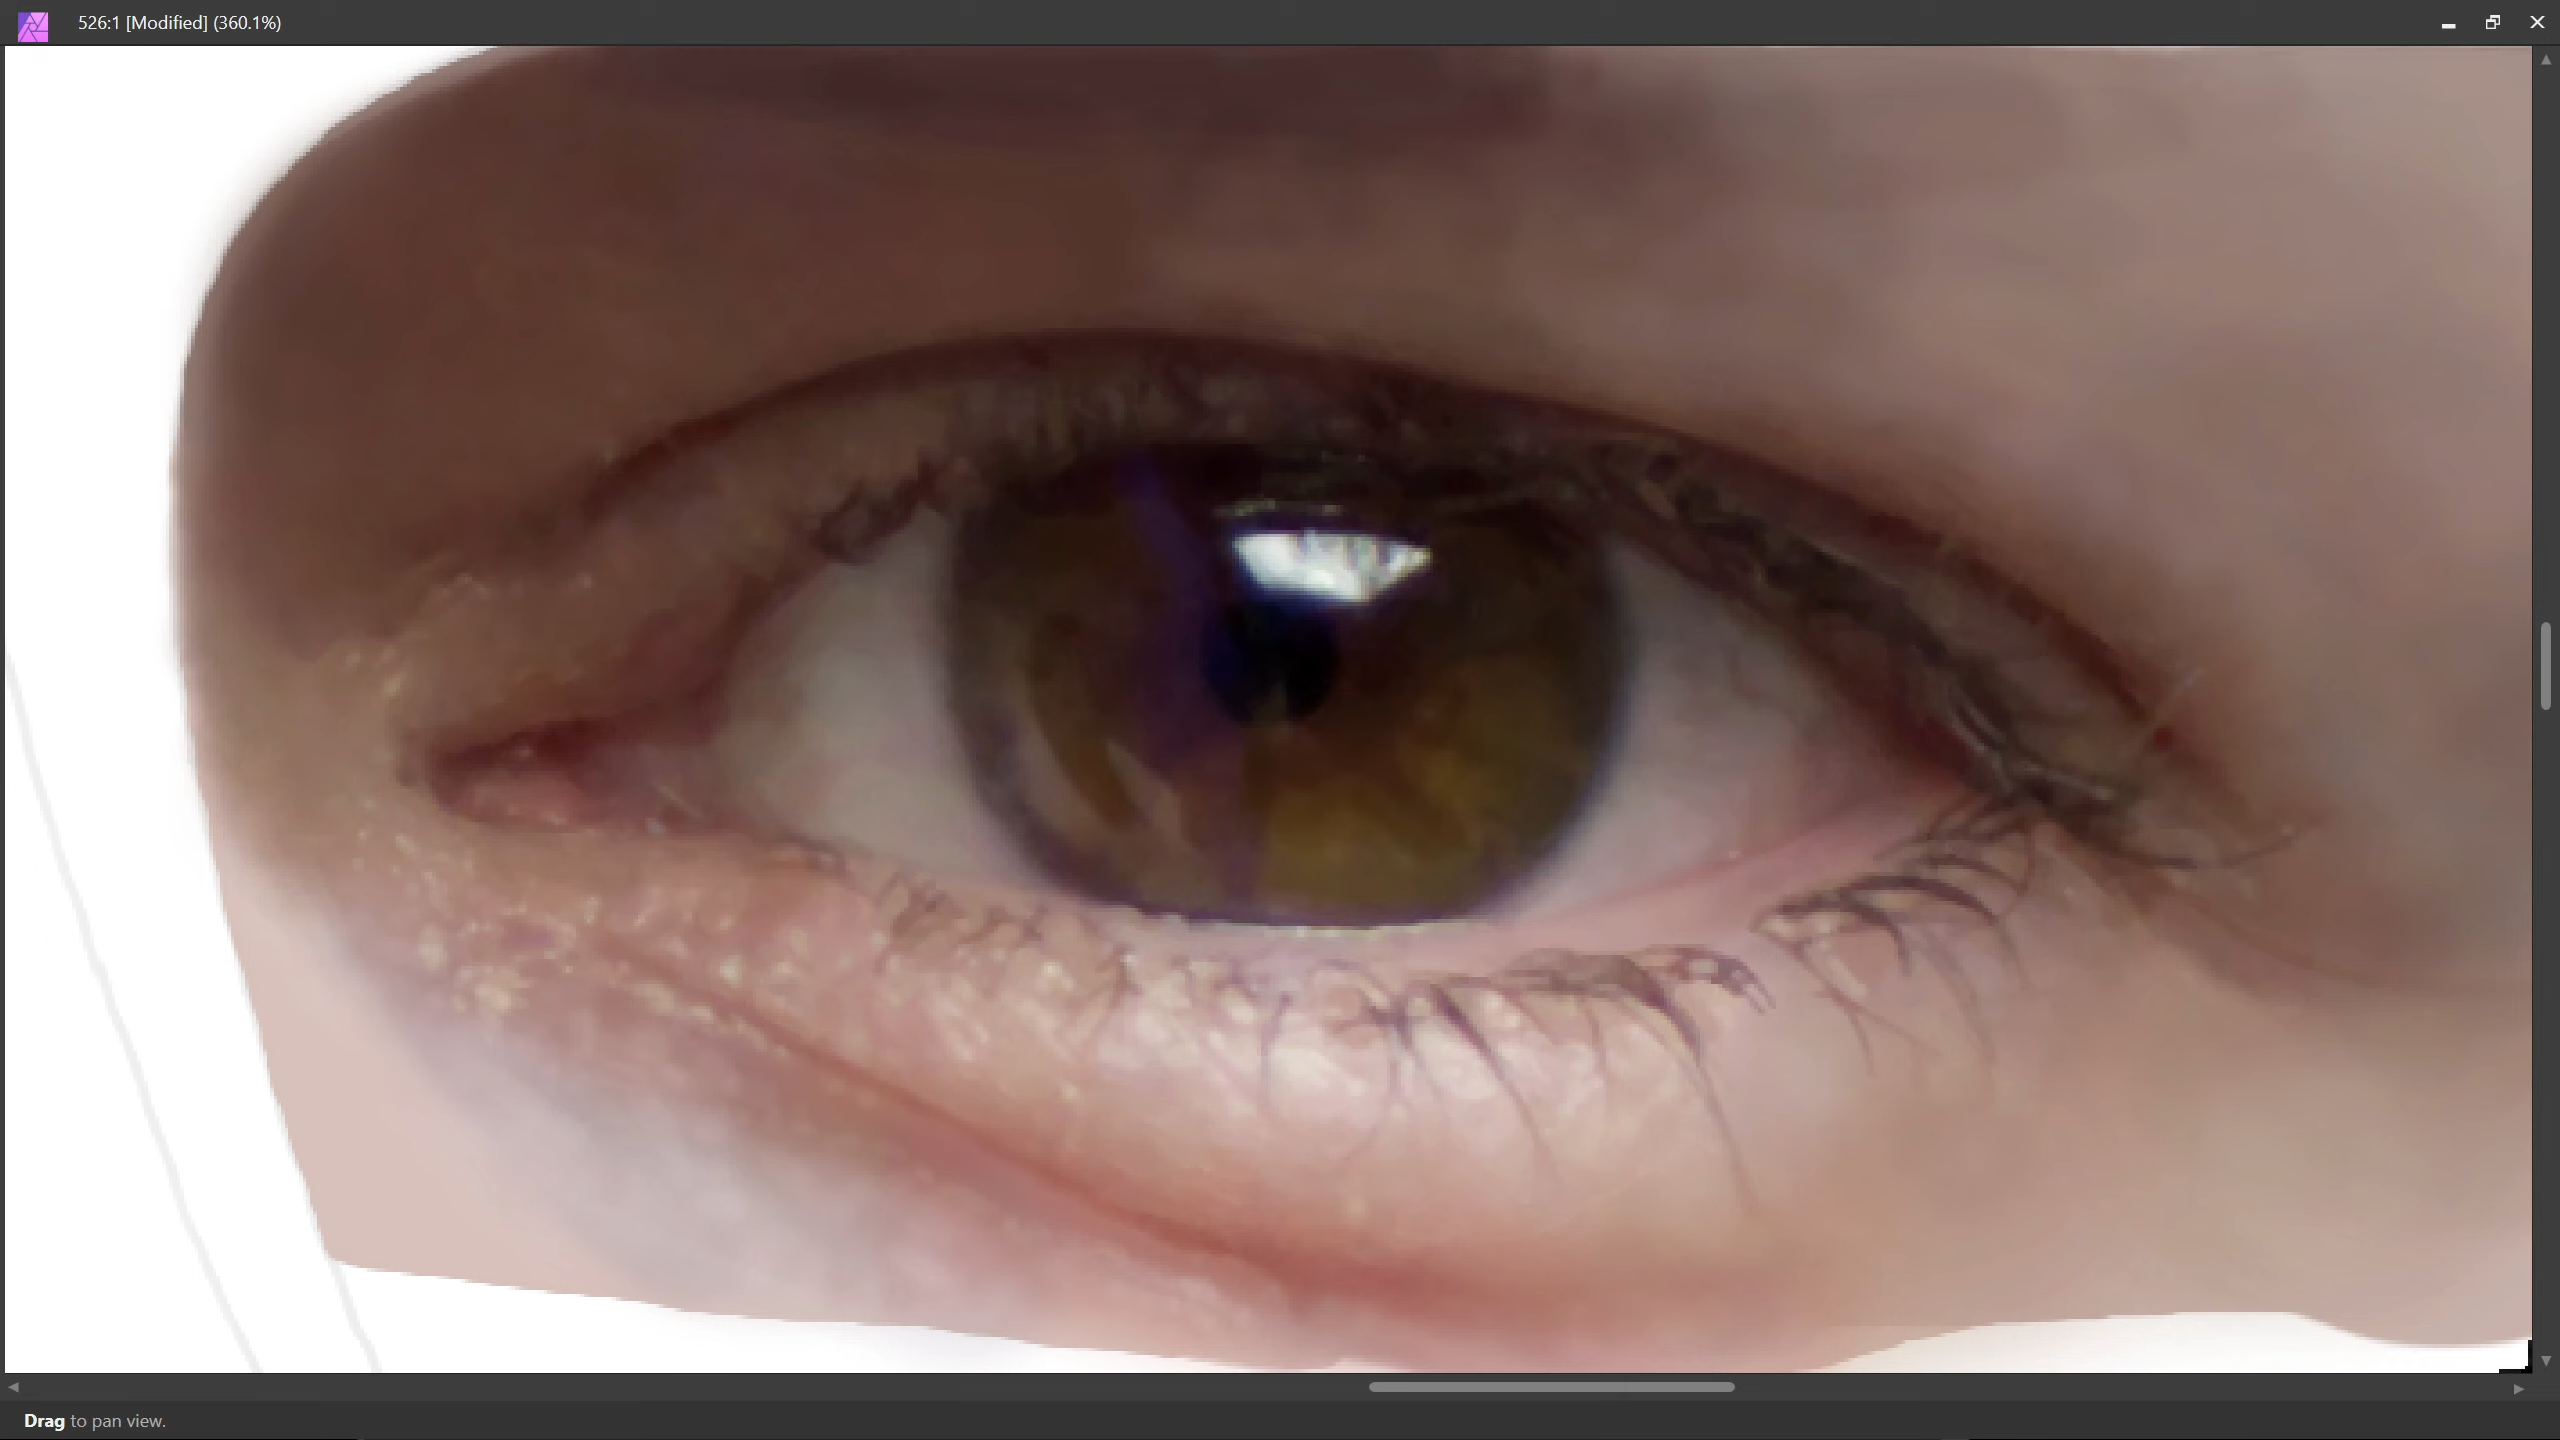 526:1 [Modified] (360.1%)
Drag to pan view.